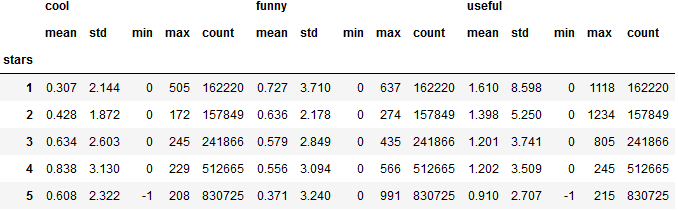 cool funny useful
mean std min max count mean std min max count mean std min max count
stars
1 0.307 2.144 0 505 162220 0.727 3.710 0 637 162220 1.610 8.598 0 1118 162220
2 0.428 1.872 0 172 157849 0.636 2.178 0 274 157849 1.398 5.250 0 1234 157849
3 0.634 2.603 0 245 241866 0.579 2.849 0 435 241866 1.201 3.741 0 805 241866
4 0.838 3.130 0 229 512665 0.556 3.094 0 566 512665 1.202 3.509 0 245 512665
5 0.608 2.322 -1 208 830725 0.371 3.240 0 991 830725 0.910 2.707 -1 215 830725